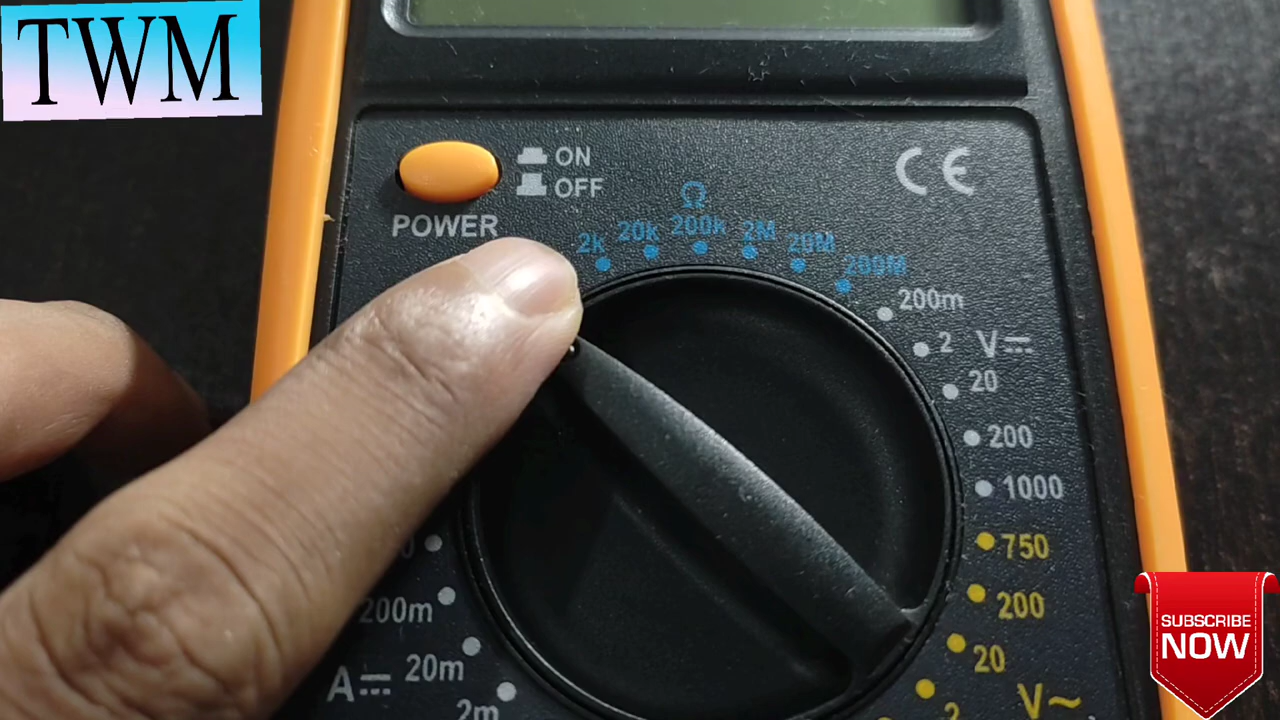 TWM
ON
OFF
POWER
Ω
2k
20k
200k
2M
20M
200M
CE
200m
2
V⎓
20
200
1000
750
200
20
V~
2
200m
20m
A⎓
2m
SUBSCRIBE
NOW